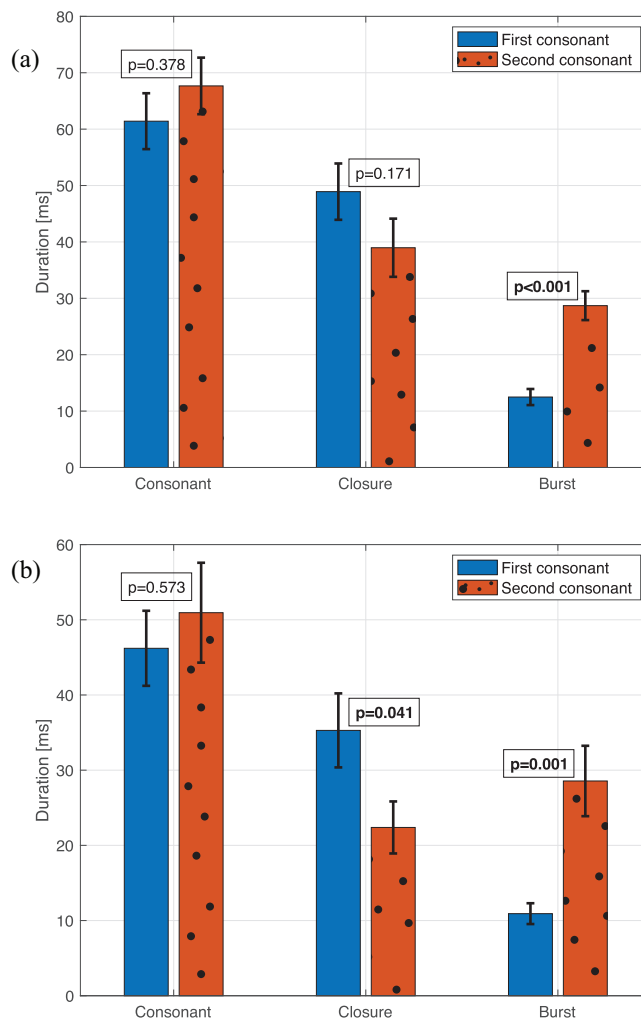 (a)
Duration [ms]
80
70
60
50
40
30
20
10
0
First consonant
Second consonant
p=0.378
p=0.171
p<0.001
Consonant Closure Burst
(b)
Duration [ms]
60
50
40
30
20
10
0
First consonant
Second consonant
p=0.573
p=0.041
p=0.001
Consonant Closure Burst